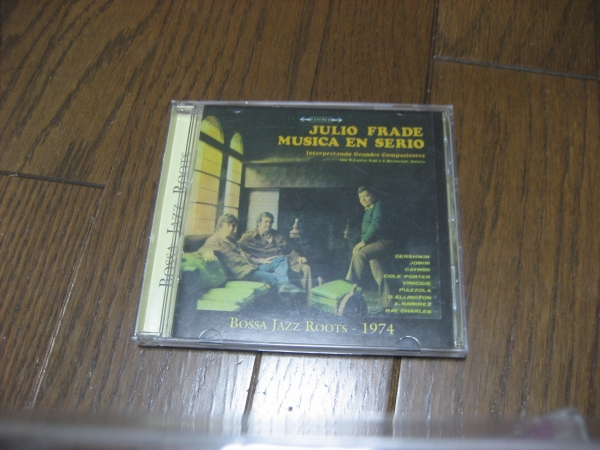 STEREO
JULIO FRADE
MUSICA EN SERIO
Interpretando Grandes Compositores
GERSHWIN
JOBIM
CAYMMI
COLE PORTER
VINICIUS
PIAZZOLA
D. ELLINGTON
A. RAMIREZ
RAY CHARLES
BOSSA JAZZ ROOTS - 1974
BOSSA JAZZ ROOTS